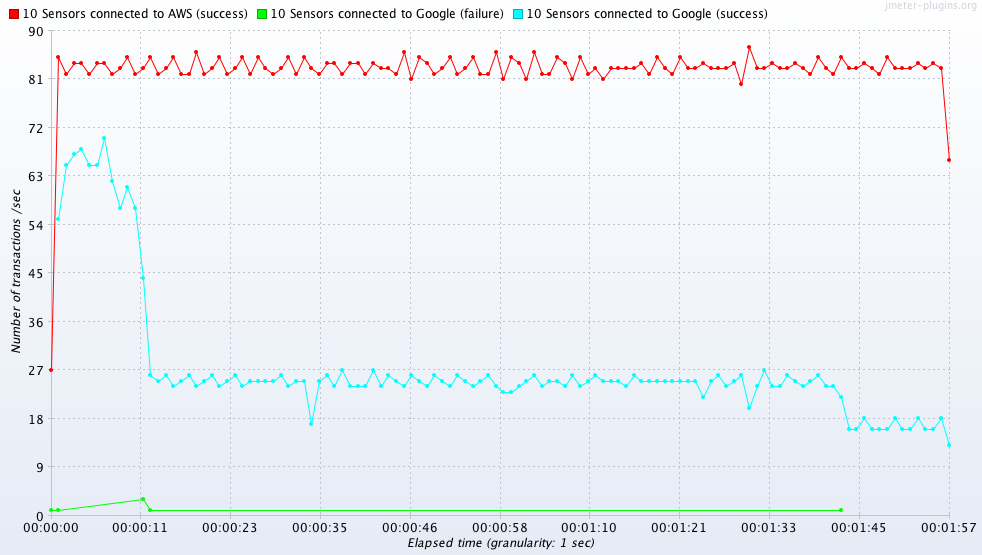 jmeter-plugins.org
10 Sensors connected to AWS (success) 10 Sensors connected to Google (failure) 10 Sensors connected to Google (success)
90
81
72
63
54
45
36
27
18
9
0
Number of transactions /sec
00:00:00 00:00:11 00:00:23 00:00:35 00:00:46 00:00:58 00:01:10 00:01:21 00:01:33 00:01:45 00:01:57
Elapsed time (granularity: 1 sec)